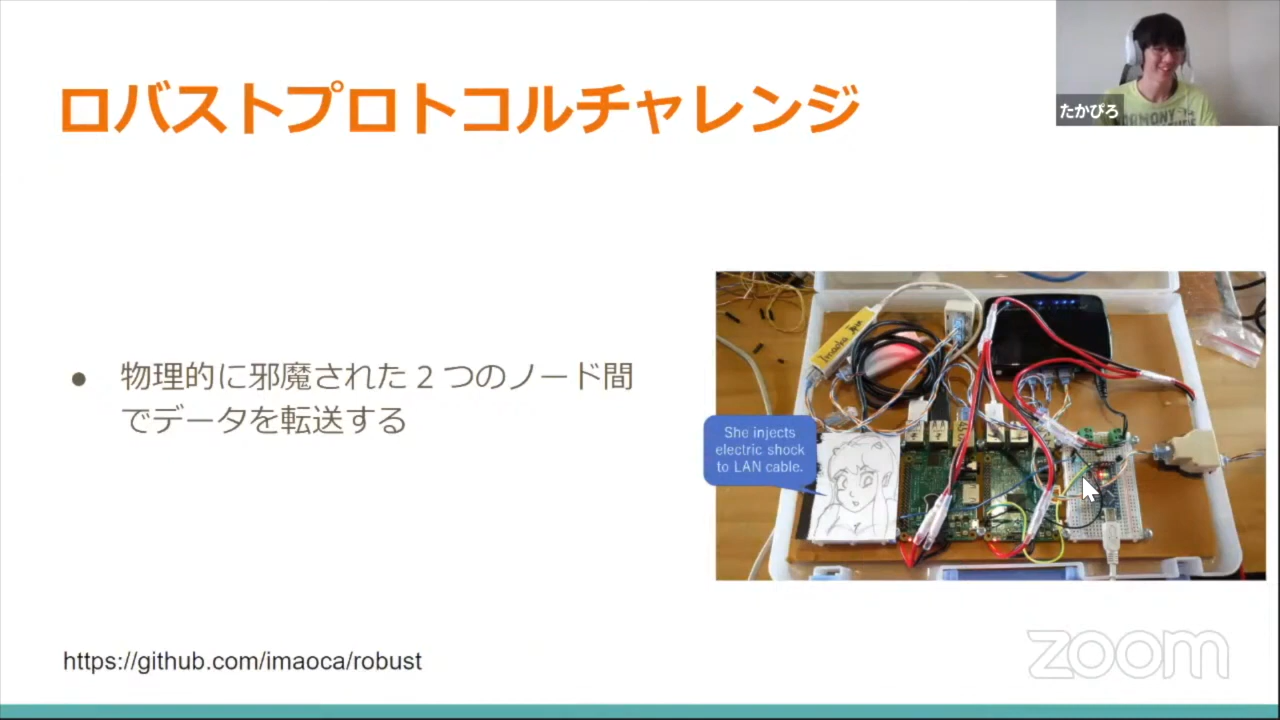 ロバストプロトコルチャレンジ
たかぴろ
● 物理的に邪魔された２つのノード間
でデータを転送する
Imaoka Jam
She injects
electric shock
to LAN cable.
https://github.com/imaoca/robust
zoom